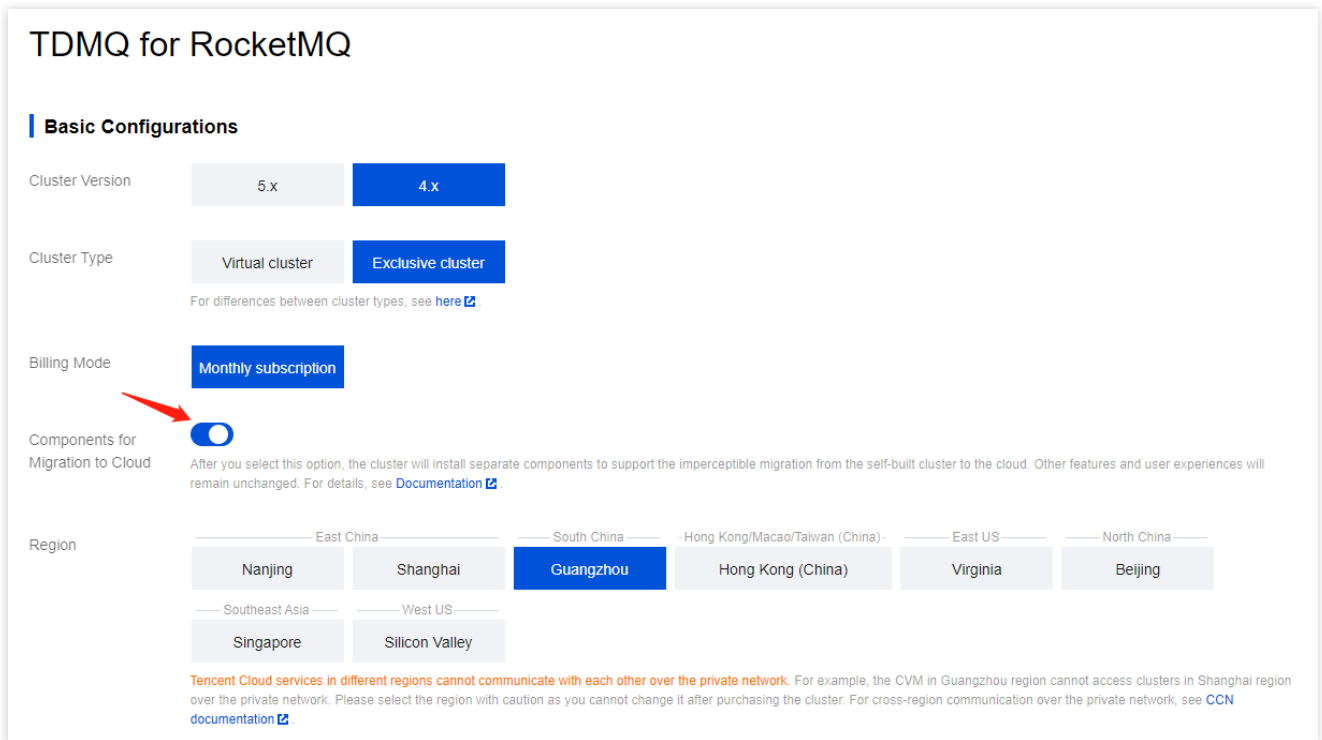 TDMQ for RocketMQ
Basic Configurations
Cluster Version
5.x
4.x
Cluster Type
Virtual cluster
Exclusive cluster
For differences between cluster types, see here .
Billing Mode
Monthly subscription
Components for
Migration to Cloud
After you select this option, the cluster will install separate components to support the imperceptible migration from the self-built cluster to the cloud. Other features and user experiences will
remain unchanged. For details, see Documentation .
Region
East China
South China
Hong Kong/Macao/Taiwan (China)
East US
North China
Nanjing
Shanghai
Guangzhou
Hong Kong (China)
Virginia
Beijing
Southeast Asia
West US
Singapore
Silicon Valley
Tencent Cloud services in different regions cannot communicate with each other over the private network. For example, the CVM in Guangzhou region cannot access clusters in Shanghai region
over the private network. Please select the region with caution as you cannot change it after purchasing the cluster. For cross-region communication over the private network, see CCN
documentation .